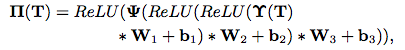 Π(T) = ReLU(Ψ(ReLU(ReLU(ϒ(T)
∗ W₁ + b₁) ∗ W₂ + b₂) ∗ W₃ + b₃)),